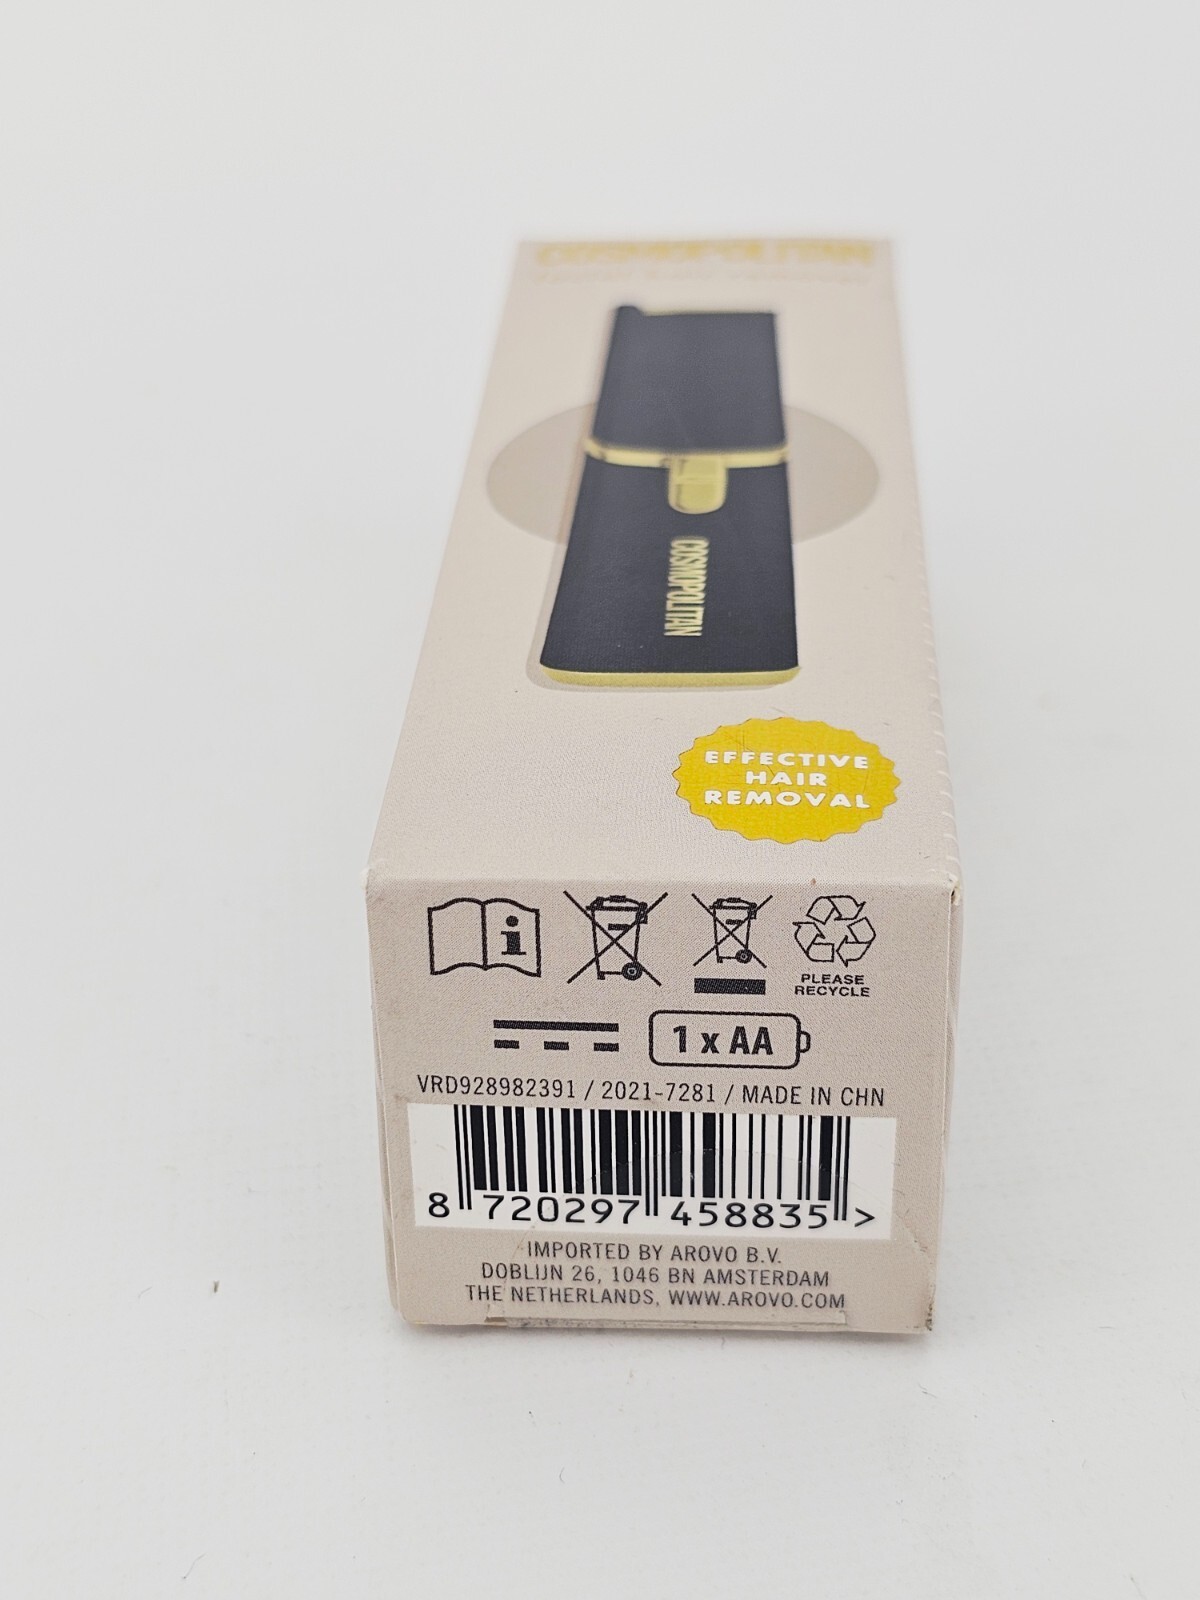 COSMOPOLITAN
COSMOPOLITAN
EFFECTIVE
HAIR
REMOVAL
PLEASE
RECYCLE
1 x AA
VRD928982391 / 2021-7281 / MADE IN CHN
8 720297 458835 >
IMPORTED BY AROVO B.V.
DOBLIJN 26, 1046 BN AMSTERDAM
THE NETHERLANDS, WWW.AROVO.COM